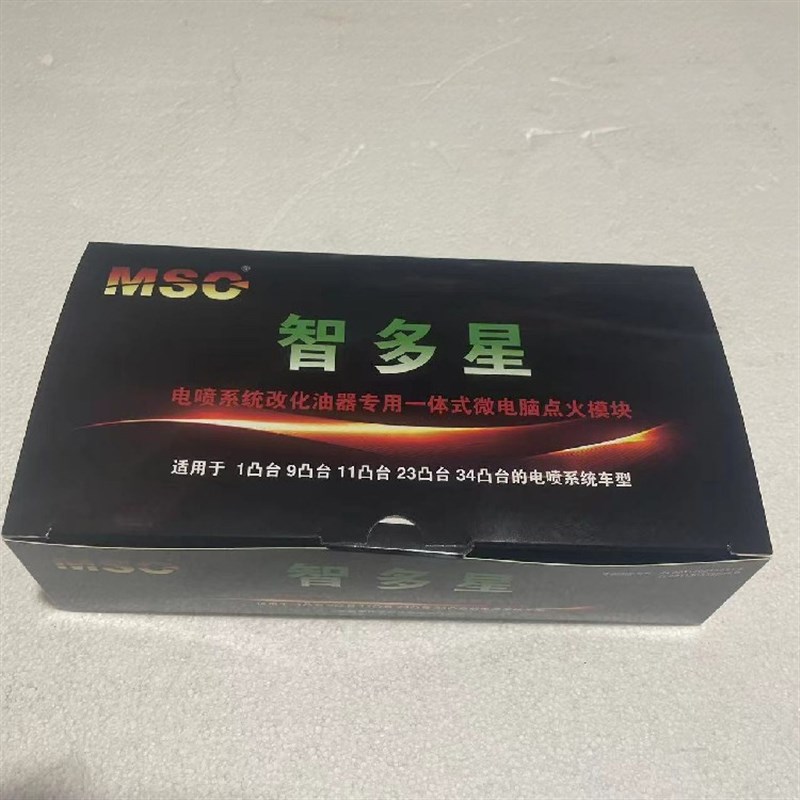 MSC®
智多星
电喷系统改化油器专用一体式微电脑点火模块
适用于 1凸台 9凸台 11凸台 23凸台 34凸台的电喷系统车型
MSC
智多星